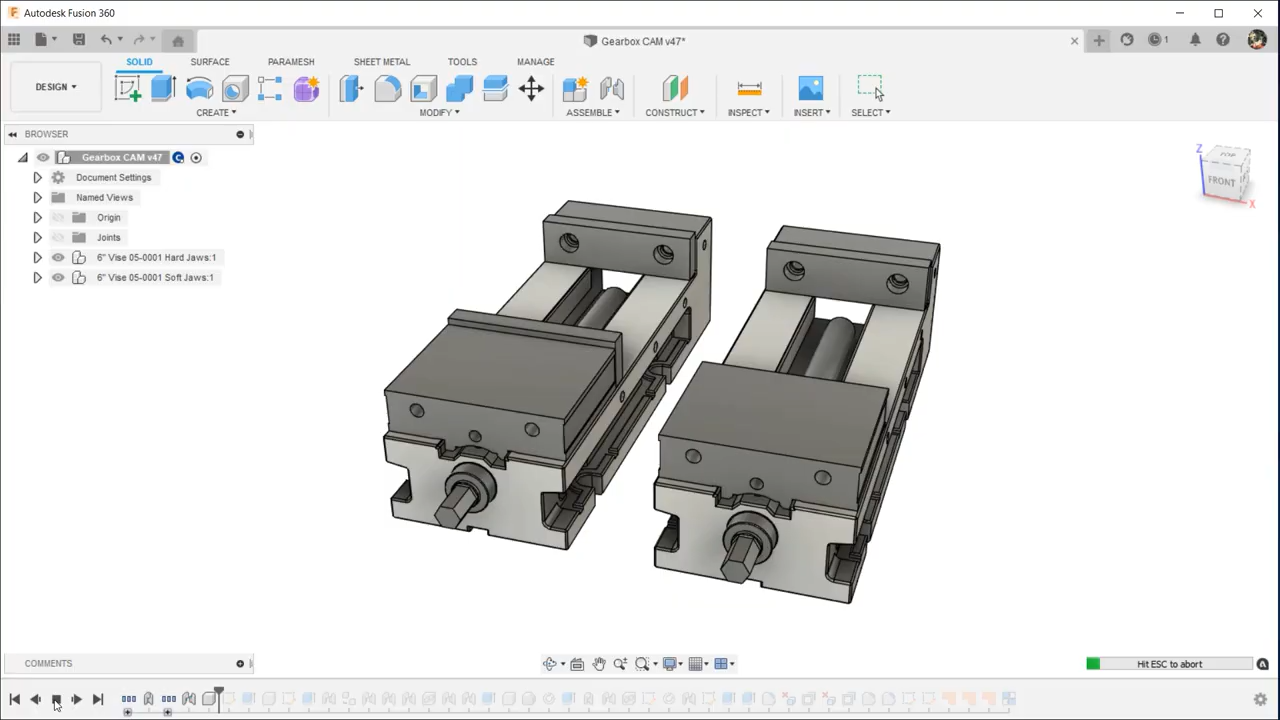 Autodesk Fusion 360
Gearbox CAM v47*
1
SOLID SURFACE PARAMESH SHEET METAL TOOLS MANAGE
DESIGN
CREATE MODIFY ASSEMBLE CONSTRUCT INSPECT INSERT SELECT
BROWSER
Gearbox CAM v47
Document Settings
Named Views
Origin
Joints
6" Vise 05-0001 Hard Jaws:1
6" Vise 05-0001 Soft Jaws:1
Z
TOP
FRONT
X
COMMENTS
Hit ESC to abort